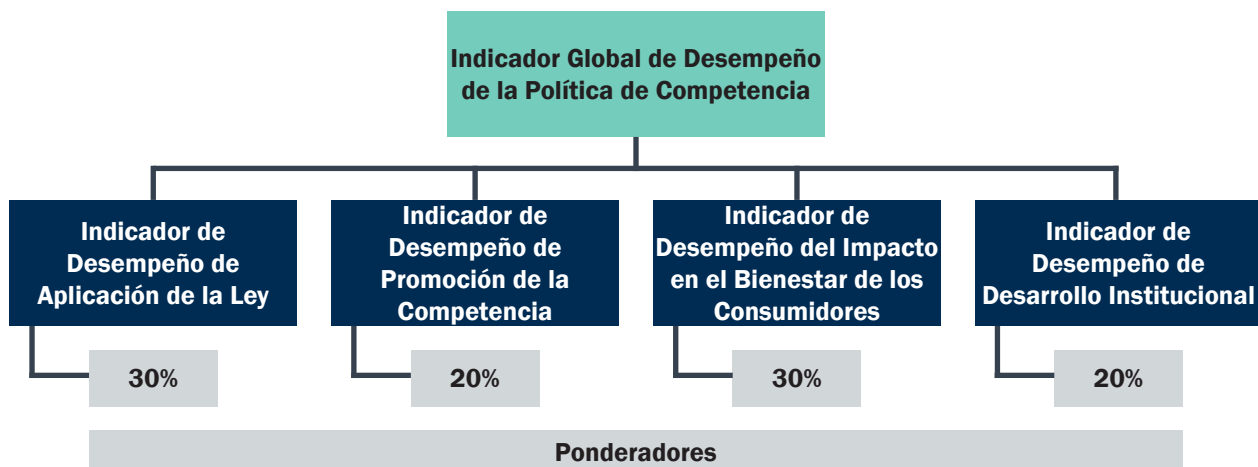 Indicador Global de Desempeño
de la Política de Competencia
Indicador de
Desempeño de
Aplicación de la Ley
Indicador de
Desempeño de
Promoción de la
Competencia
Indicador de
Desempeño del Impacto
en el Bienestar de los
Consumidores
Indicador de
Desempeño de
Desarrollo Institucional
30%
20%
30%
20%
Ponderadores